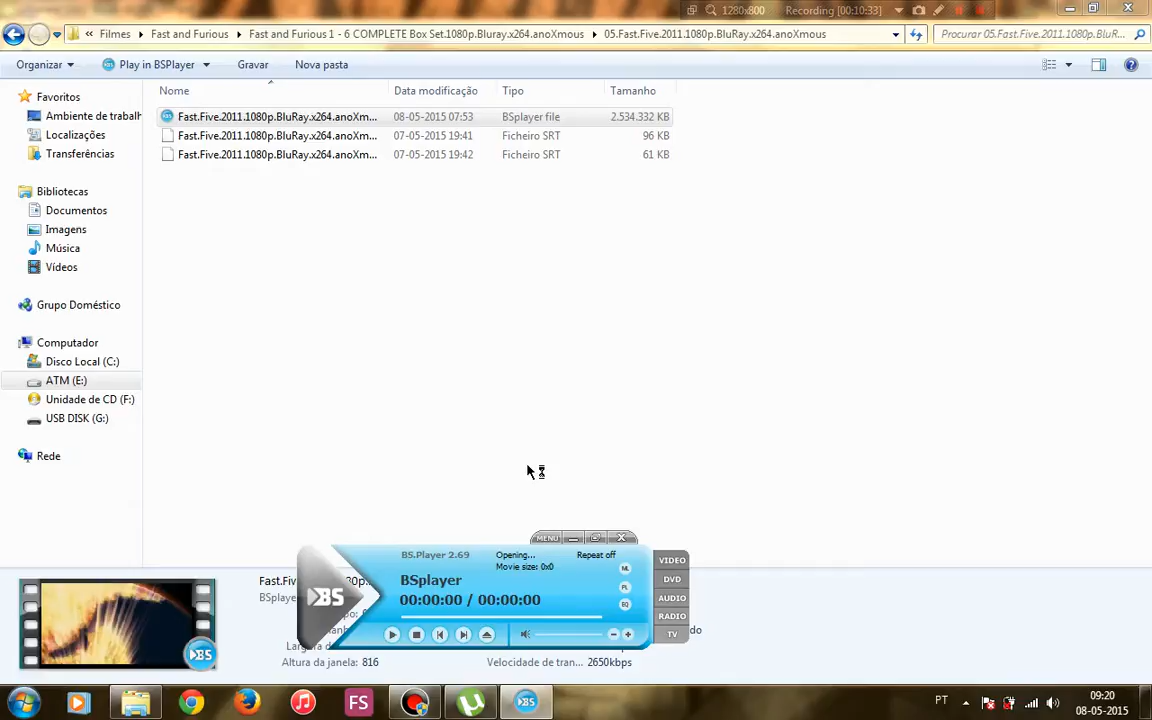 1280x800 Recording [00:10:33]
Filmes Fast and Furious Fast and Furious 1 - 6 COMPLETE Box Set.1080p.Bluray.x264.anoXmous 05.Fast.Five.2011.1080p.BluRay.x264.anoXmous Procurar 05.Fast.Five.2011.1080p.BluR...
Organizar Play in BSPlayer Gravar Nova pasta
Nome Data modificação Tipo Tamanho
Favoritos
Ambiente de trabalh
Localizações
Transferências
Bibliotecas
Documentos
Imagens
Música
Vídeos
Grupo Doméstico
Computador
Disco Local (C:)
ATM (E:)
Unidade de CD (F:)
USB DISK (G:)
Rede
Fast.Five.2011.1080p.BluRay.x264.anoXm... 08-05-2015 07:53 BSplayer file 2.534.332 KB
Fast.Five.2011.1080p.BluRay.x264.anoXm... 07-05-2015 19:41 Ficheiro SRT 96 KB
Fast.Five.2011.1080p.BluRay.x264.anoXm... 07-05-2015 19:42 Ficheiro SRT 61 KB
MENU
BS.Player 2.69 Opening... Repeat off
Movie size: 0x0
BSplayer
00:00:00 / 00:00:00
BS
ML
PL
EQ
VIDEO
DVD
AUDIO
RADIO
TV
BS
Altura da janela: 816 Velocidade de tran... 2650kbps
FS
BS
PT
09:20
08-05-2015